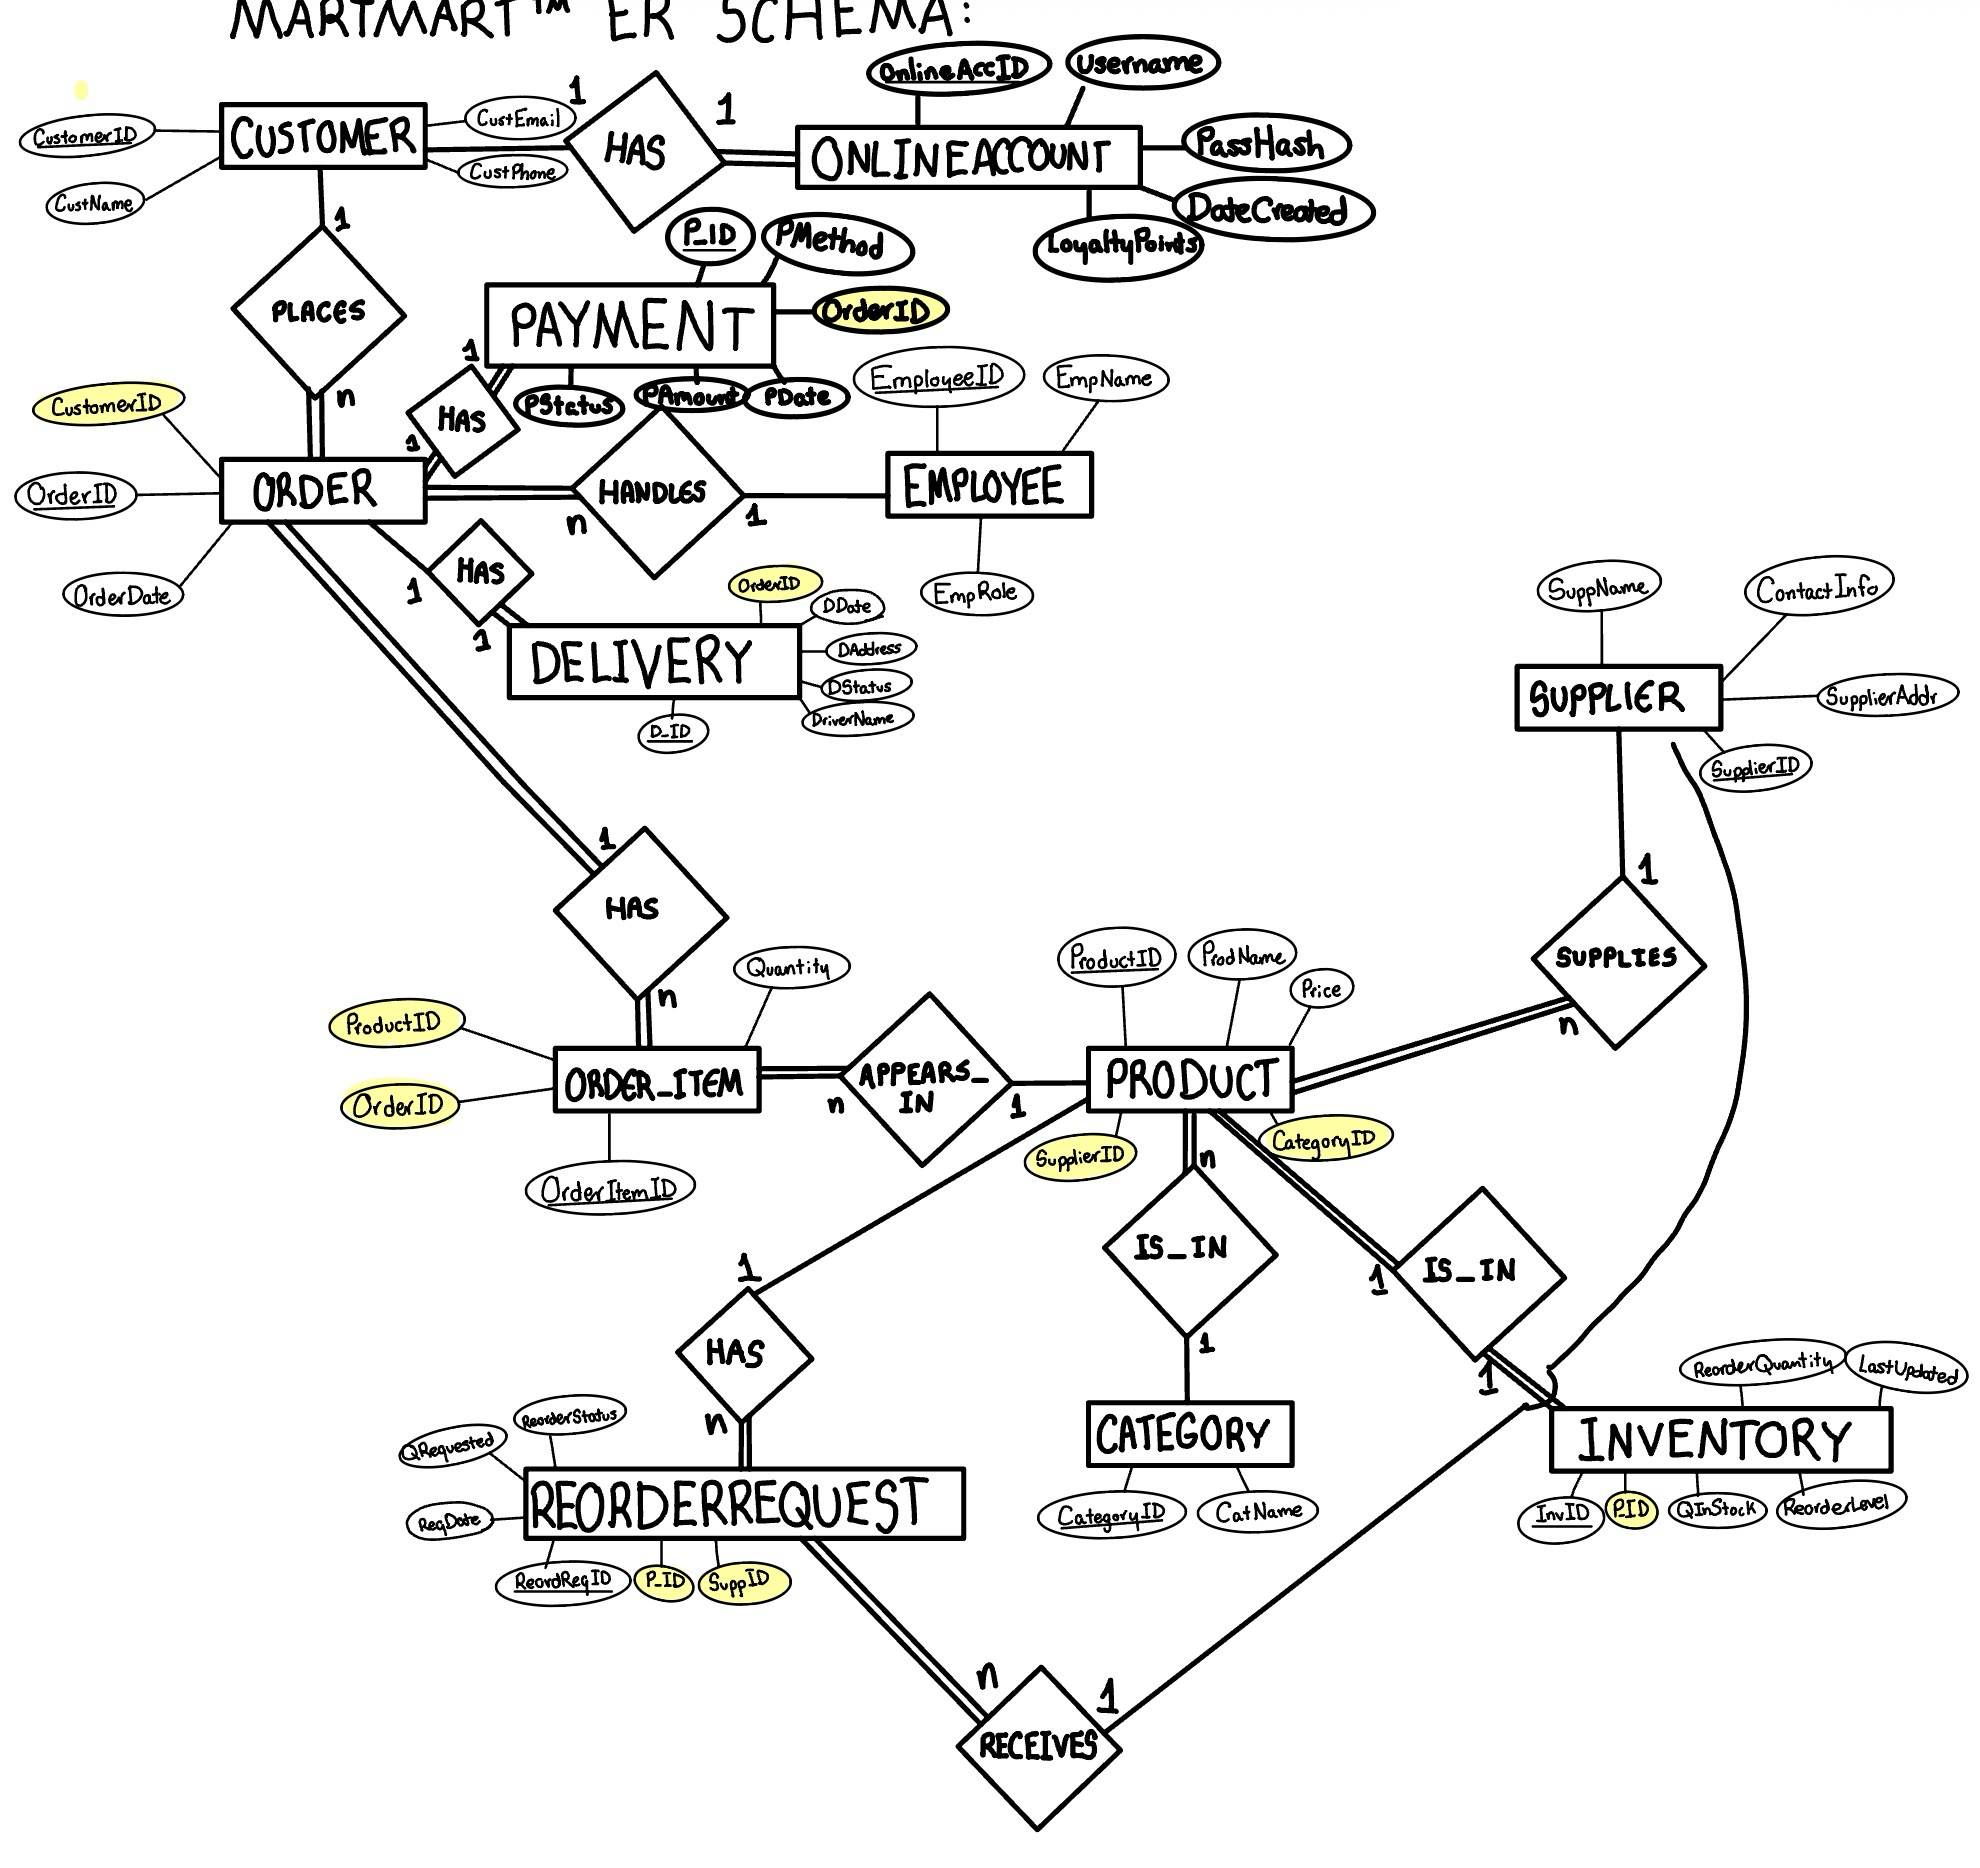 MARTMART™ ER SCHEMA:
OnlineAccID
Username
CustomerID
CUSTOMER
CustEmail
1
HAS
1
ONLINEACCOUNT
PassHash
CustPhone
CustName
DateCreated
LoyaltyPoints
1
P_ID
PMethod
PLACES
PAYMENT
OrderID
n
1
HAS
1
PStatus
PAmount
PDate
EmployeeID
EmpName
CustomerID
OrderID
ORDER
HANDLES
n
1
EMPLOYEE
OrderDate
1
HAS
1
EmpRole
OrderID
DDate
DELIVERY
DAddress
DStatus
DriverName
D_ID
SuppName
ContactInfo
SUPPLIER
SupplierAddr
SupplierID
1
HAS
n
1
SUPPLIES
n
Quantity
ProductID
OrderID
ORDER_ITEM
OrderItemID
APPEARS_
IN
n
1
ProductID
ProdName
Price
PRODUCT
SupplierID
CategoryID
n
IS_IN
1
1
IS_IN
1
1
HAS
n
ReorderStatus
QRequested
ReqDate
REORDERREQUEST
ReordReqID
P_ID
SuppID
CATEGORY
CategoryID
CatName
ReorderQuantity
LastUpdated
INVENTORY
InvID
P_ID
QInStock
ReorderLevel
n
1
RECEIVES